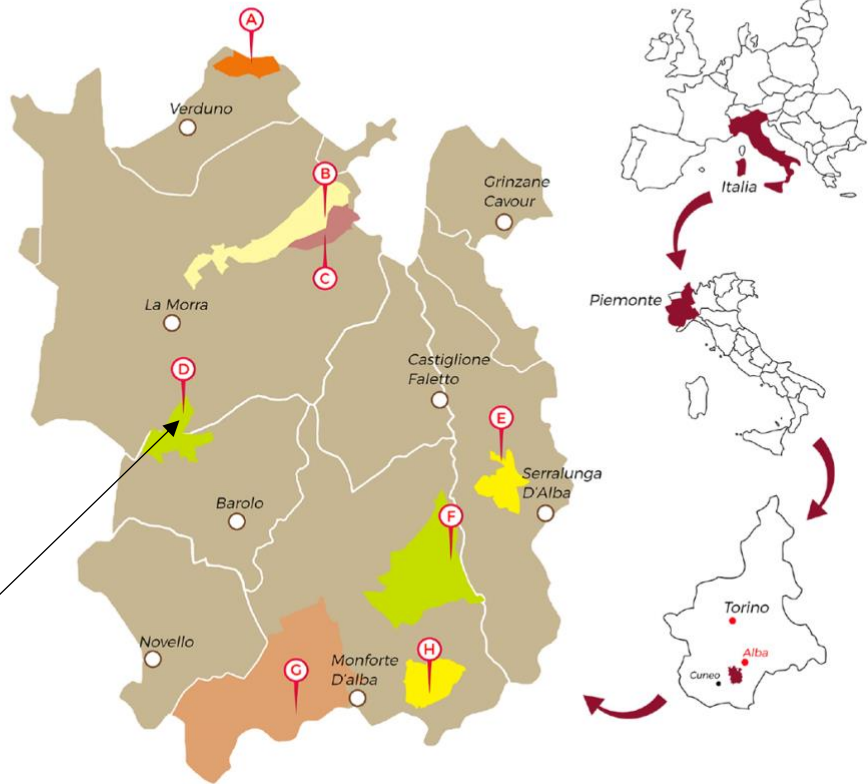 A
Verduno
B
Grinzane
Cavour
C
La Morra
D
Castiglione
Faletto
E
Serralunga
D'Alba
Barolo
F
Novello
G
Monforte
D'alba
H
Italia
Piemonte
Torino
Alba
Cuneo